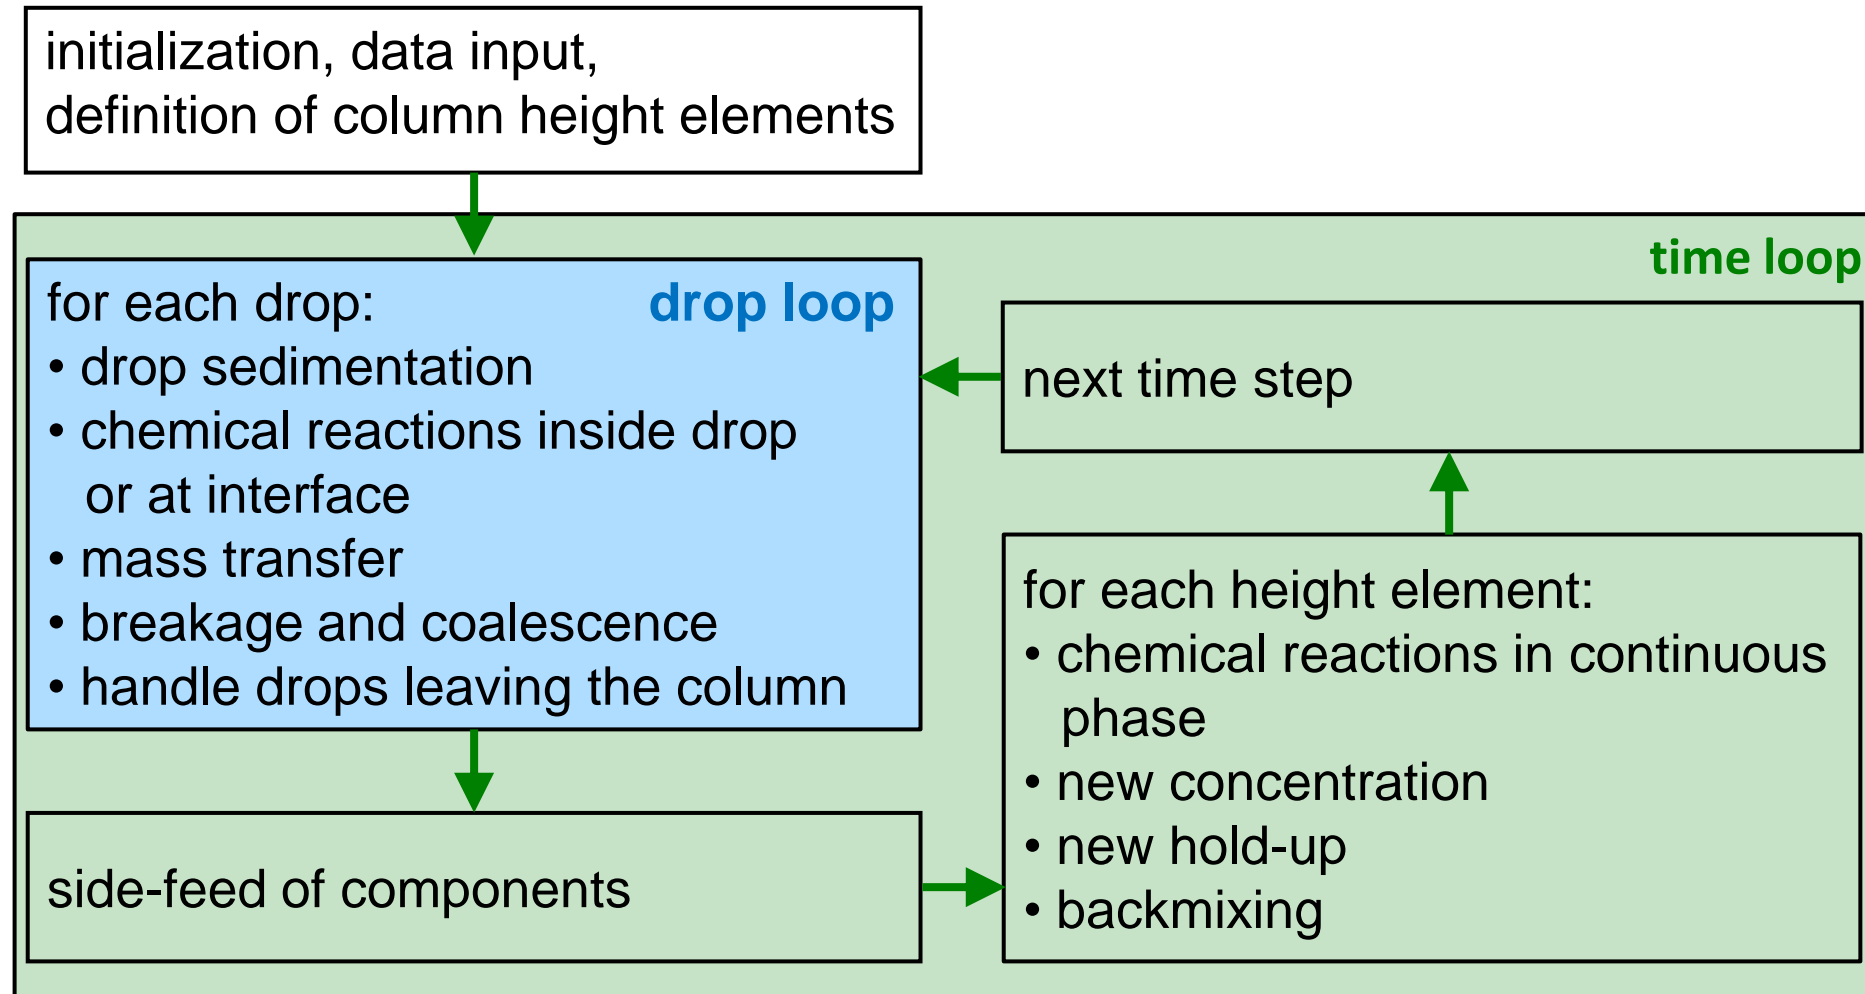 initialization, data input,
definition of column height elements
time loop
for each drop:
drop loop
• drop sedimentation
• chemical reactions inside drop
or at interface
• mass transfer
• breakage and coalescence
• handle drops leaving the column
side-feed of components
for each height element:
• chemical reactions in continuous
phase
• new concentration
• new hold-up
• backmixing
next time step